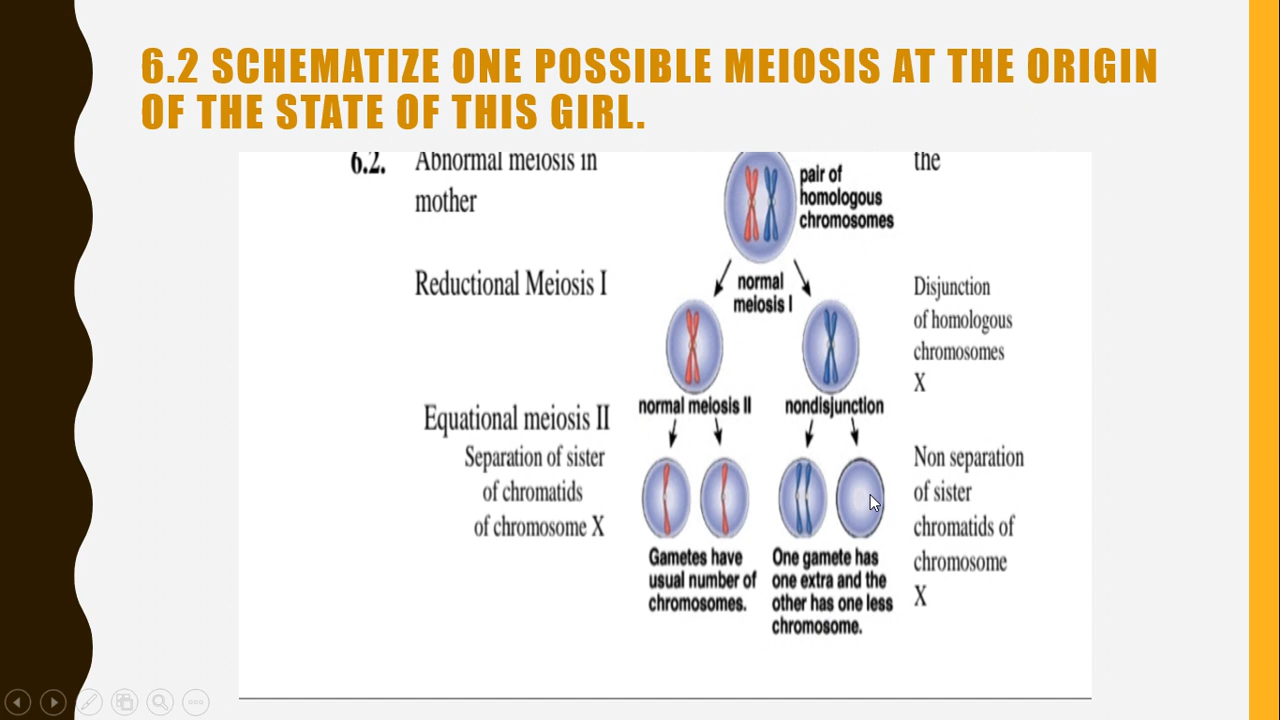 6.2 SCHEMATIZE ONE POSSIBLE MEIOSIS AT THE ORIGIN
OF THE STATE OF THIS GIRL.
6.2. Abnormal meiosis in the
mother
pair of
homologous
chromosomes
Reductional Meiosis I
normal
meiosis I
Disjunction
of homologous
chromosomes
X
normal meiosis II
nondisjunction
Equational meiosis II
Separation of sister
of chromatids
of chromosome X
Non separation
of sister
chromatids of
chromosome
X
Gametes have
usual number of
chromosomes.
One gamete has
one extra and the
other has one less
chromosome.